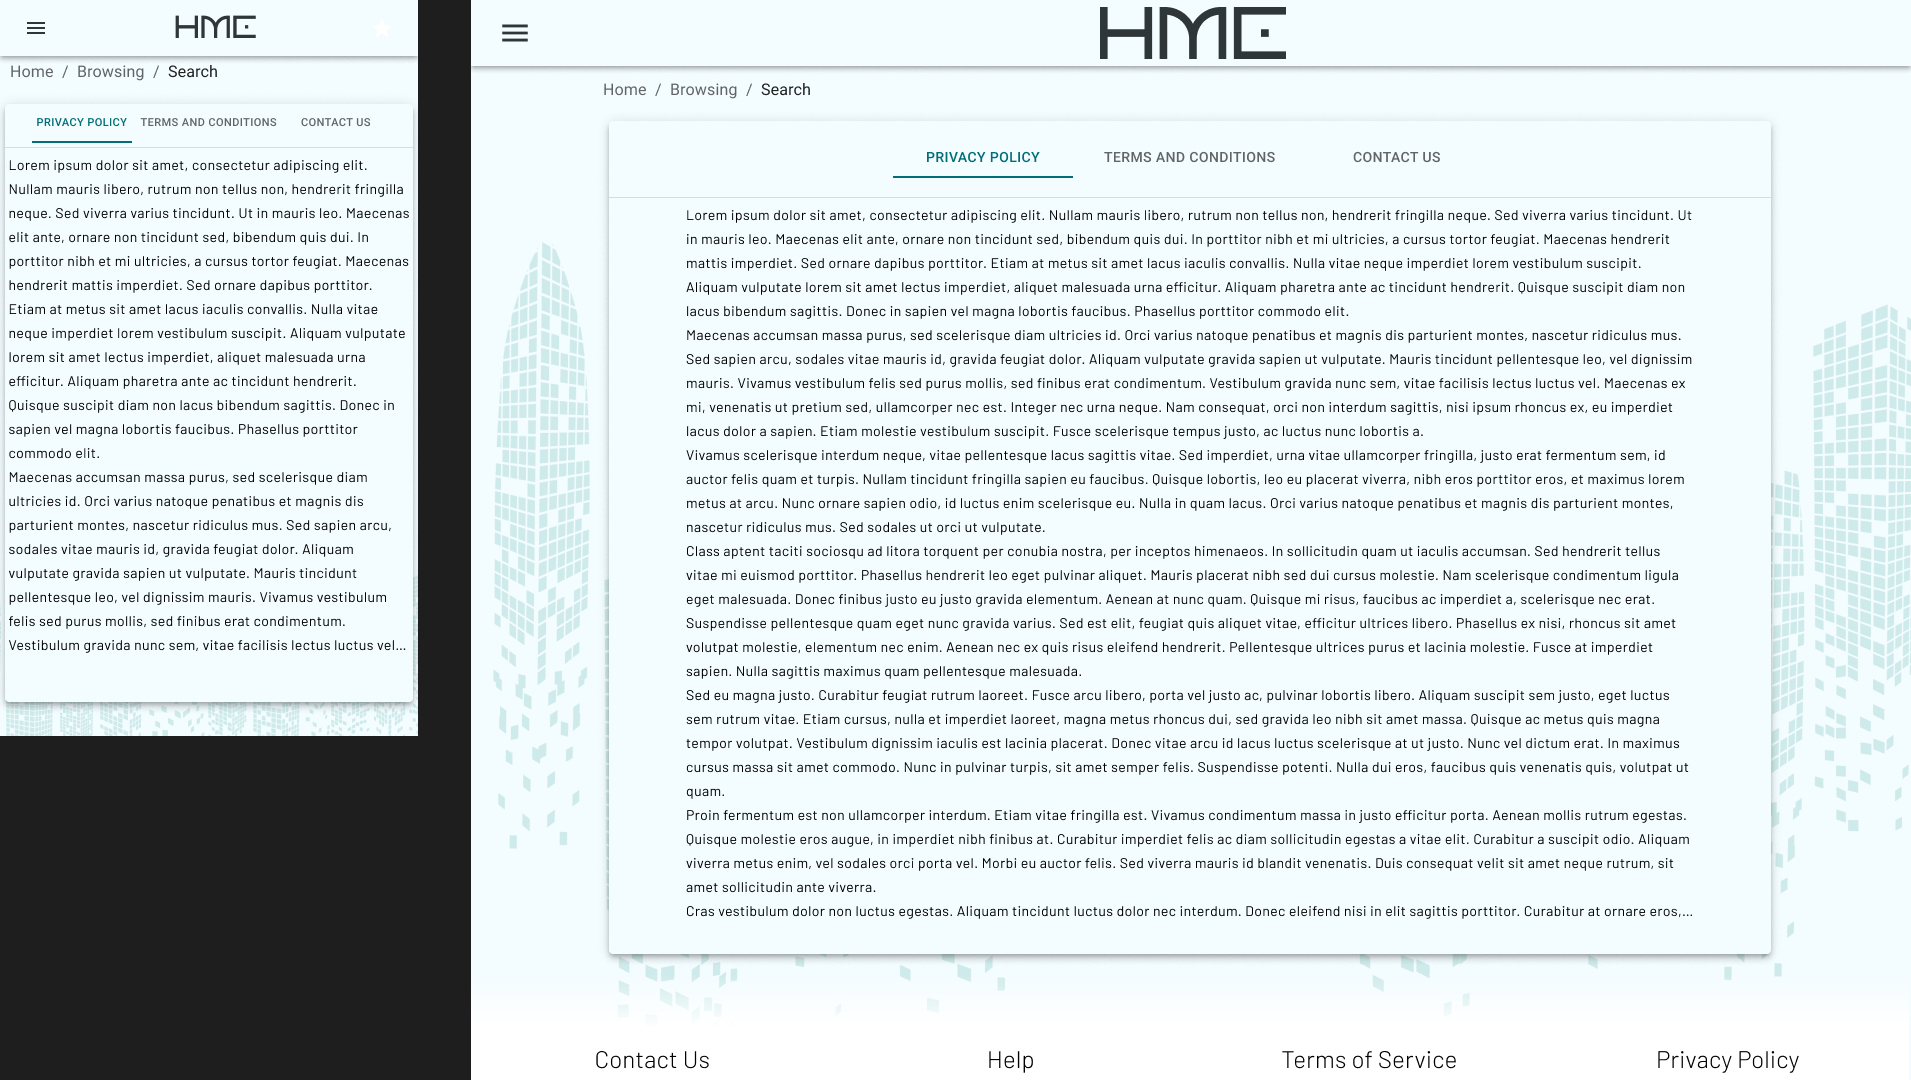 HME
Home / Browsing / Search
PRIVACY POLICY TERMS AND CONDITIONS CONTACT US
Lorem ipsum dolor sit amet, consectetur adipiscing elit.
Nullam mauris libero, rutrum non tellus non, hendrerit fringilla
neque. Sed viverra varius tincidunt. Ut in mauris leo. Maecenas
elit ante, ornare non tincidunt sed, bibendum quis dui. In
porttitor nibh et mi ultricies, a cursus tortor feugiat. Maecenas
hendrerit mattis imperdiet. Sed ornare dapibus porttitor.
Etiam at metus sit amet lacus iaculis convallis. Nulla vitae
neque imperdiet lorem vestibulum suscipit. Aliquam vulputate
lorem sit amet lectus imperdiet, aliquet malesuada urna
efficitur. Aliquam pharetra ante ac tincidunt hendrerit.
Quisque suscipit diam non lacus bibendum sagittis. Donec in
sapien vel magna lobortis faucibus. Phasellus porttitor
commodo elit.
Maecenas accumsan massa purus, sed scelerisque diam
ultricies id. Orci varius natoque penatibus et magnis dis
parturient montes, nascetur ridiculus mus. Sed sapien arcu,
sodales vitae mauris id, gravida feugiat dolor. Aliquam
vulputate gravida sapien ut vulputate. Mauris tincidunt
pellentesque leo, vel dignissim mauris. Vivamus vestibulum
felis sed purus mollis, sed finibus erat condimentum.
Vestibulum gravida nunc sem, vitae facilisis lectus luctus vel...
HME
Home / Browsing / Search
PRIVACY POLICY TERMS AND CONDITIONS CONTACT US
Lorem ipsum dolor sit amet, consectetur adipiscing elit. Nullam mauris libero, rutrum non tellus non, hendrerit fringilla neque. Sed viverra varius tincidunt. Ut
in mauris leo. Maecenas elit ante, ornare non tincidunt sed, bibendum quis dui. In porttitor nibh et mi ultricies, a cursus tortor feugiat. Maecenas hendrerit
mattis imperdiet. Sed ornare dapibus porttitor. Etiam at metus sit amet lacus iaculis convallis. Nulla vitae neque imperdiet lorem vestibulum suscipit.
Aliquam vulputate lorem sit amet lectus imperdiet, aliquet malesuada urna efficitur. Aliquam pharetra ante ac tincidunt hendrerit. Quisque suscipit diam non
lacus bibendum sagittis. Donec in sapien vel magna lobortis faucibus. Phasellus porttitor commodo elit.
Maecenas accumsan massa purus, sed scelerisque diam ultricies id. Orci varius natoque penatibus et magnis dis parturient montes, nascetur ridiculus mus.
Sed sapien arcu, sodales vitae mauris id, gravida feugiat dolor. Aliquam vulputate gravida sapien ut vulputate. Mauris tincidunt pellentesque leo, vel dignissim
mauris. Vivamus vestibulum felis sed purus mollis, sed finibus erat condimentum. Vestibulum gravida nunc sem, vitae facilisis lectus luctus vel. Maecenas ex
mi, venenatis ut pretium sed, ullamcorper nec est. Integer nec urna neque. Nam consequat, orci non interdum sagittis, nisi ipsum rhoncus ex, eu imperdiet
lacus dolor a sapien. Etiam molestie vestibulum suscipit. Fusce scelerisque tempus justo, ac luctus nunc lobortis a.
Vivamus scelerisque interdum neque, vitae pellentesque lacus sagittis vitae. Sed imperdiet, urna vitae ullamcorper fringilla, justo erat fermentum sem, id
auctor felis quam et turpis. Nullam tincidunt fringilla sapien eu faucibus. Quisque lobortis, leo eu placerat viverra, nibh eros porttitor eros, et maximus lorem
metus at arcu. Nunc ornare sapien odio, id luctus enim scelerisque eu. Nulla in quam lacus. Orci varius natoque penatibus et magnis dis parturient montes,
nascetur ridiculus mus. Sed sodales ut orci ut vulputate.
Class aptent taciti sociosqu ad litora torquent per conubia nostra, per inceptos himenaeos. In sollicitudin quam ut iaculis accumsan. Sed hendrerit tellus
vitae mi euismod porttitor. Phasellus hendrerit leo eget pulvinar aliquet. Mauris placerat nibh sed dui cursus molestie. Nam scelerisque condimentum ligula
eget malesuada. Donec finibus justo eu justo gravida elementum. Aenean at nunc quam. Quisque mi risus, faucibus ac imperdiet a, scelerisque nec erat.
Suspendisse pellentesque quam eget nunc gravida varius. Sed est elit, feugiat quis aliquet vitae, efficitur ultrices libero. Phasellus ex nisi, rhoncus sit amet
volutpat molestie, elementum nec enim. Aenean nec ex quis risus eleifend hendrerit. Pellentesque ultrices purus et lacinia molestie. Fusce at imperdiet
sapien. Nulla sagittis maximus quam pellentesque malesuada.
Sed eu magna justo. Curabitur feugiat rutrum laoreet. Fusce arcu libero, porta vel justo ac, pulvinar lobortis libero. Aliquam suscipit sem justo, eget luctus
sem rutrum vitae. Etiam cursus, nulla et imperdiet laoreet, magna metus rhoncus dui, sed gravida leo nibh sit amet massa. Quisque ac metus quis magna
tempor volutpat. Vestibulum dignissim iaculis est lacinia placerat. Donec vitae arcu id lacus luctus scelerisque at ut justo. Nunc vel dictum erat. In maximus
cursus massa sit amet commodo. Nunc in pulvinar turpis, sit amet semper felis. Suspendisse potenti. Nulla dui eros, faucibus quis venenatis quis, volutpat ut
quam.
Proin fermentum est non ullamcorper interdum. Etiam vitae fringilla est. Vivamus condimentum massa in justo efficitur porta. Aenean mollis rutrum egestas.
Quisque molestie eros augue, in imperdiet nibh finibus at. Curabitur imperdiet felis ac diam sollicitudin egestas a vitae elit. Curabitur a suscipit odio. Aliquam
viverra metus enim, vel sodales orci porta vel. Morbi eu auctor felis. Sed viverra mauris id blandit venenatis. Duis consequat velit sit amet neque rutrum, sit
amet sollicitudin ante viverra.
Cras vestibulum dolor non luctus egestas. Aliquam tincidunt luctus dolor nec interdum. Donec eleifend nisi in elit sagittis porttitor. Curabitur at ornare eros,...
Contact Us Help Terms of Service Privacy Policy